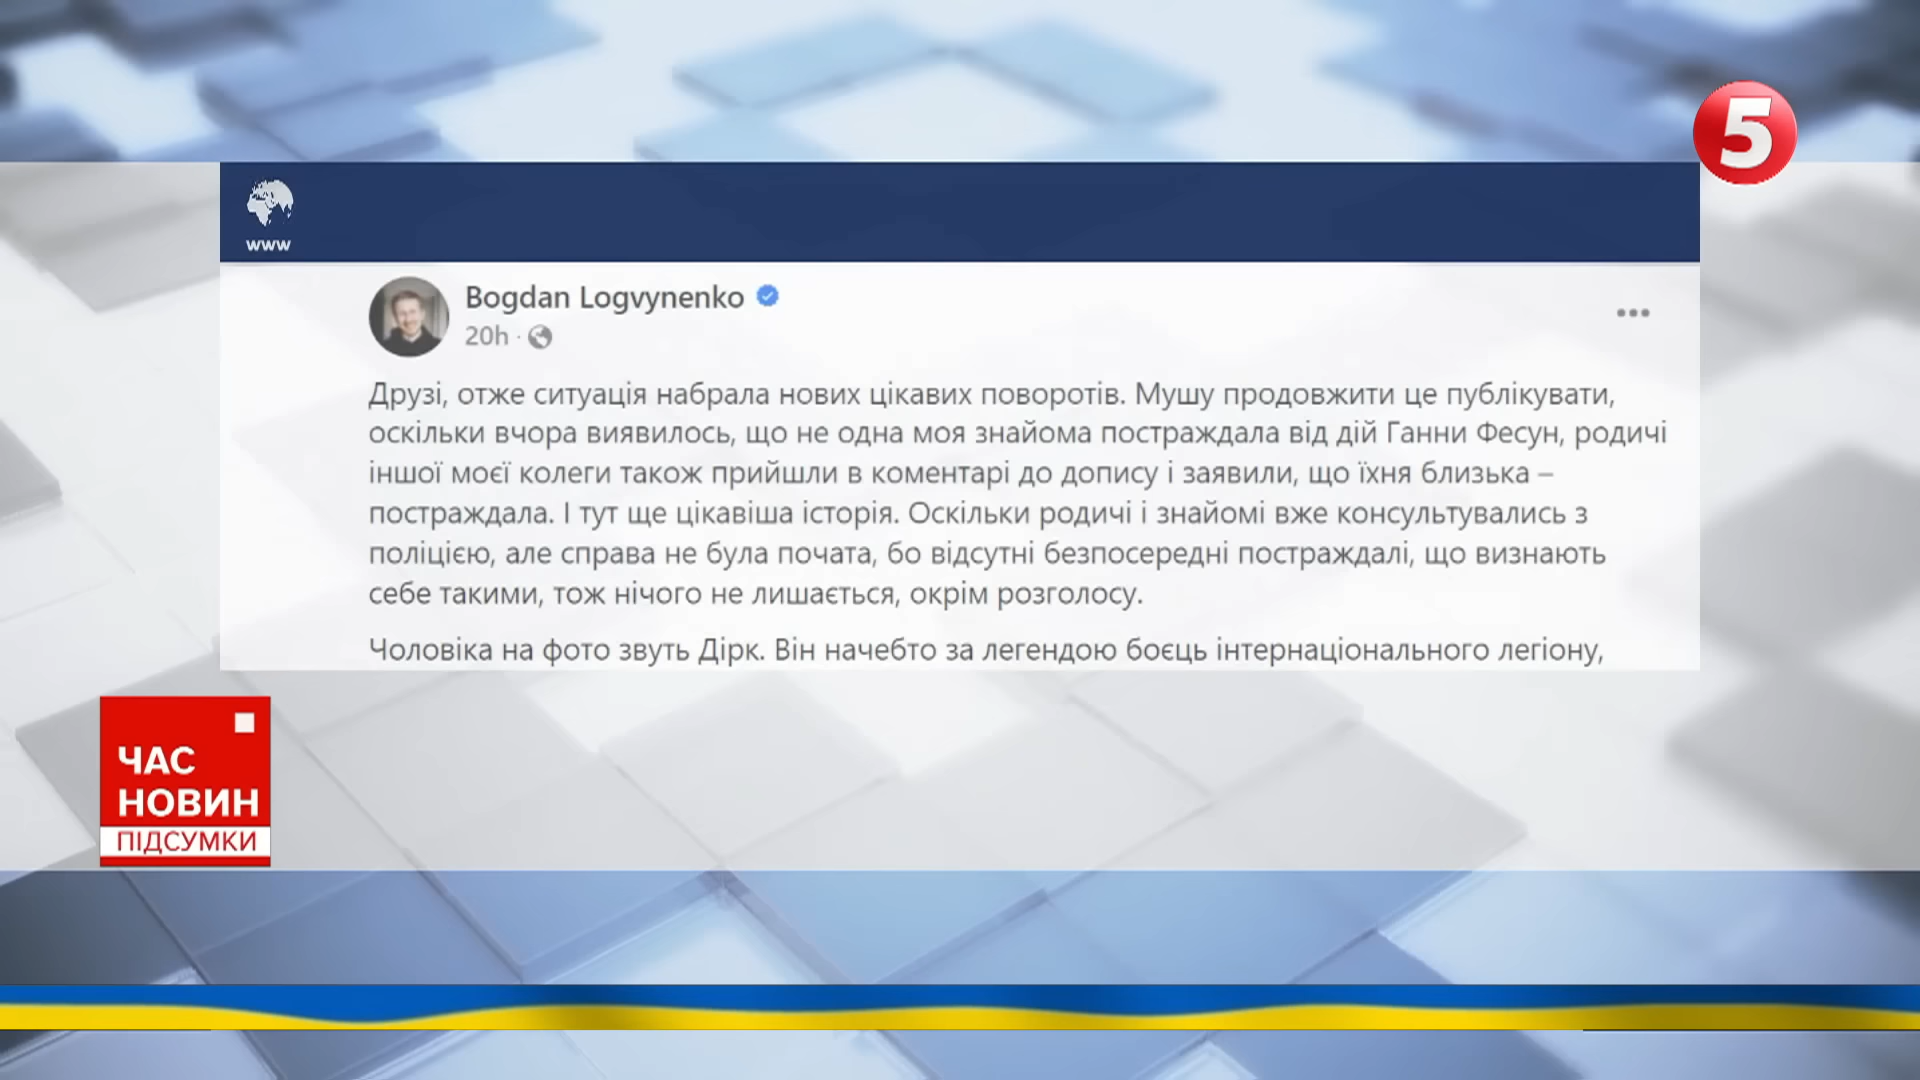 5
www
Bogdan Logvynenko
20h ·
Друзі, отже ситуація набрала нових цікавих поворотів. Мушу продовжити це публікувати,
оскільки вчора виявилось, що не одна моя знайома постраждала від дій Ганни Фесун, родичі
іншої моєї колеги також прийшли в коментарі до допису і заявили, що їхня близька –
постраждала. І тут ще цікавіша історія. Оскільки родичі і знайомі вже консультувались з
поліцією, але справа не була почата, бо відсутні безпосередні постраждалі, що визнають
себе такими, тож нічого не лишається, окрім розголосу.
Чоловіка на фото звуть Дірк. Він начебто за легендою боєць інтернаціонального легіону,
ЧАС
НОВИН
ПІДСУМКИ